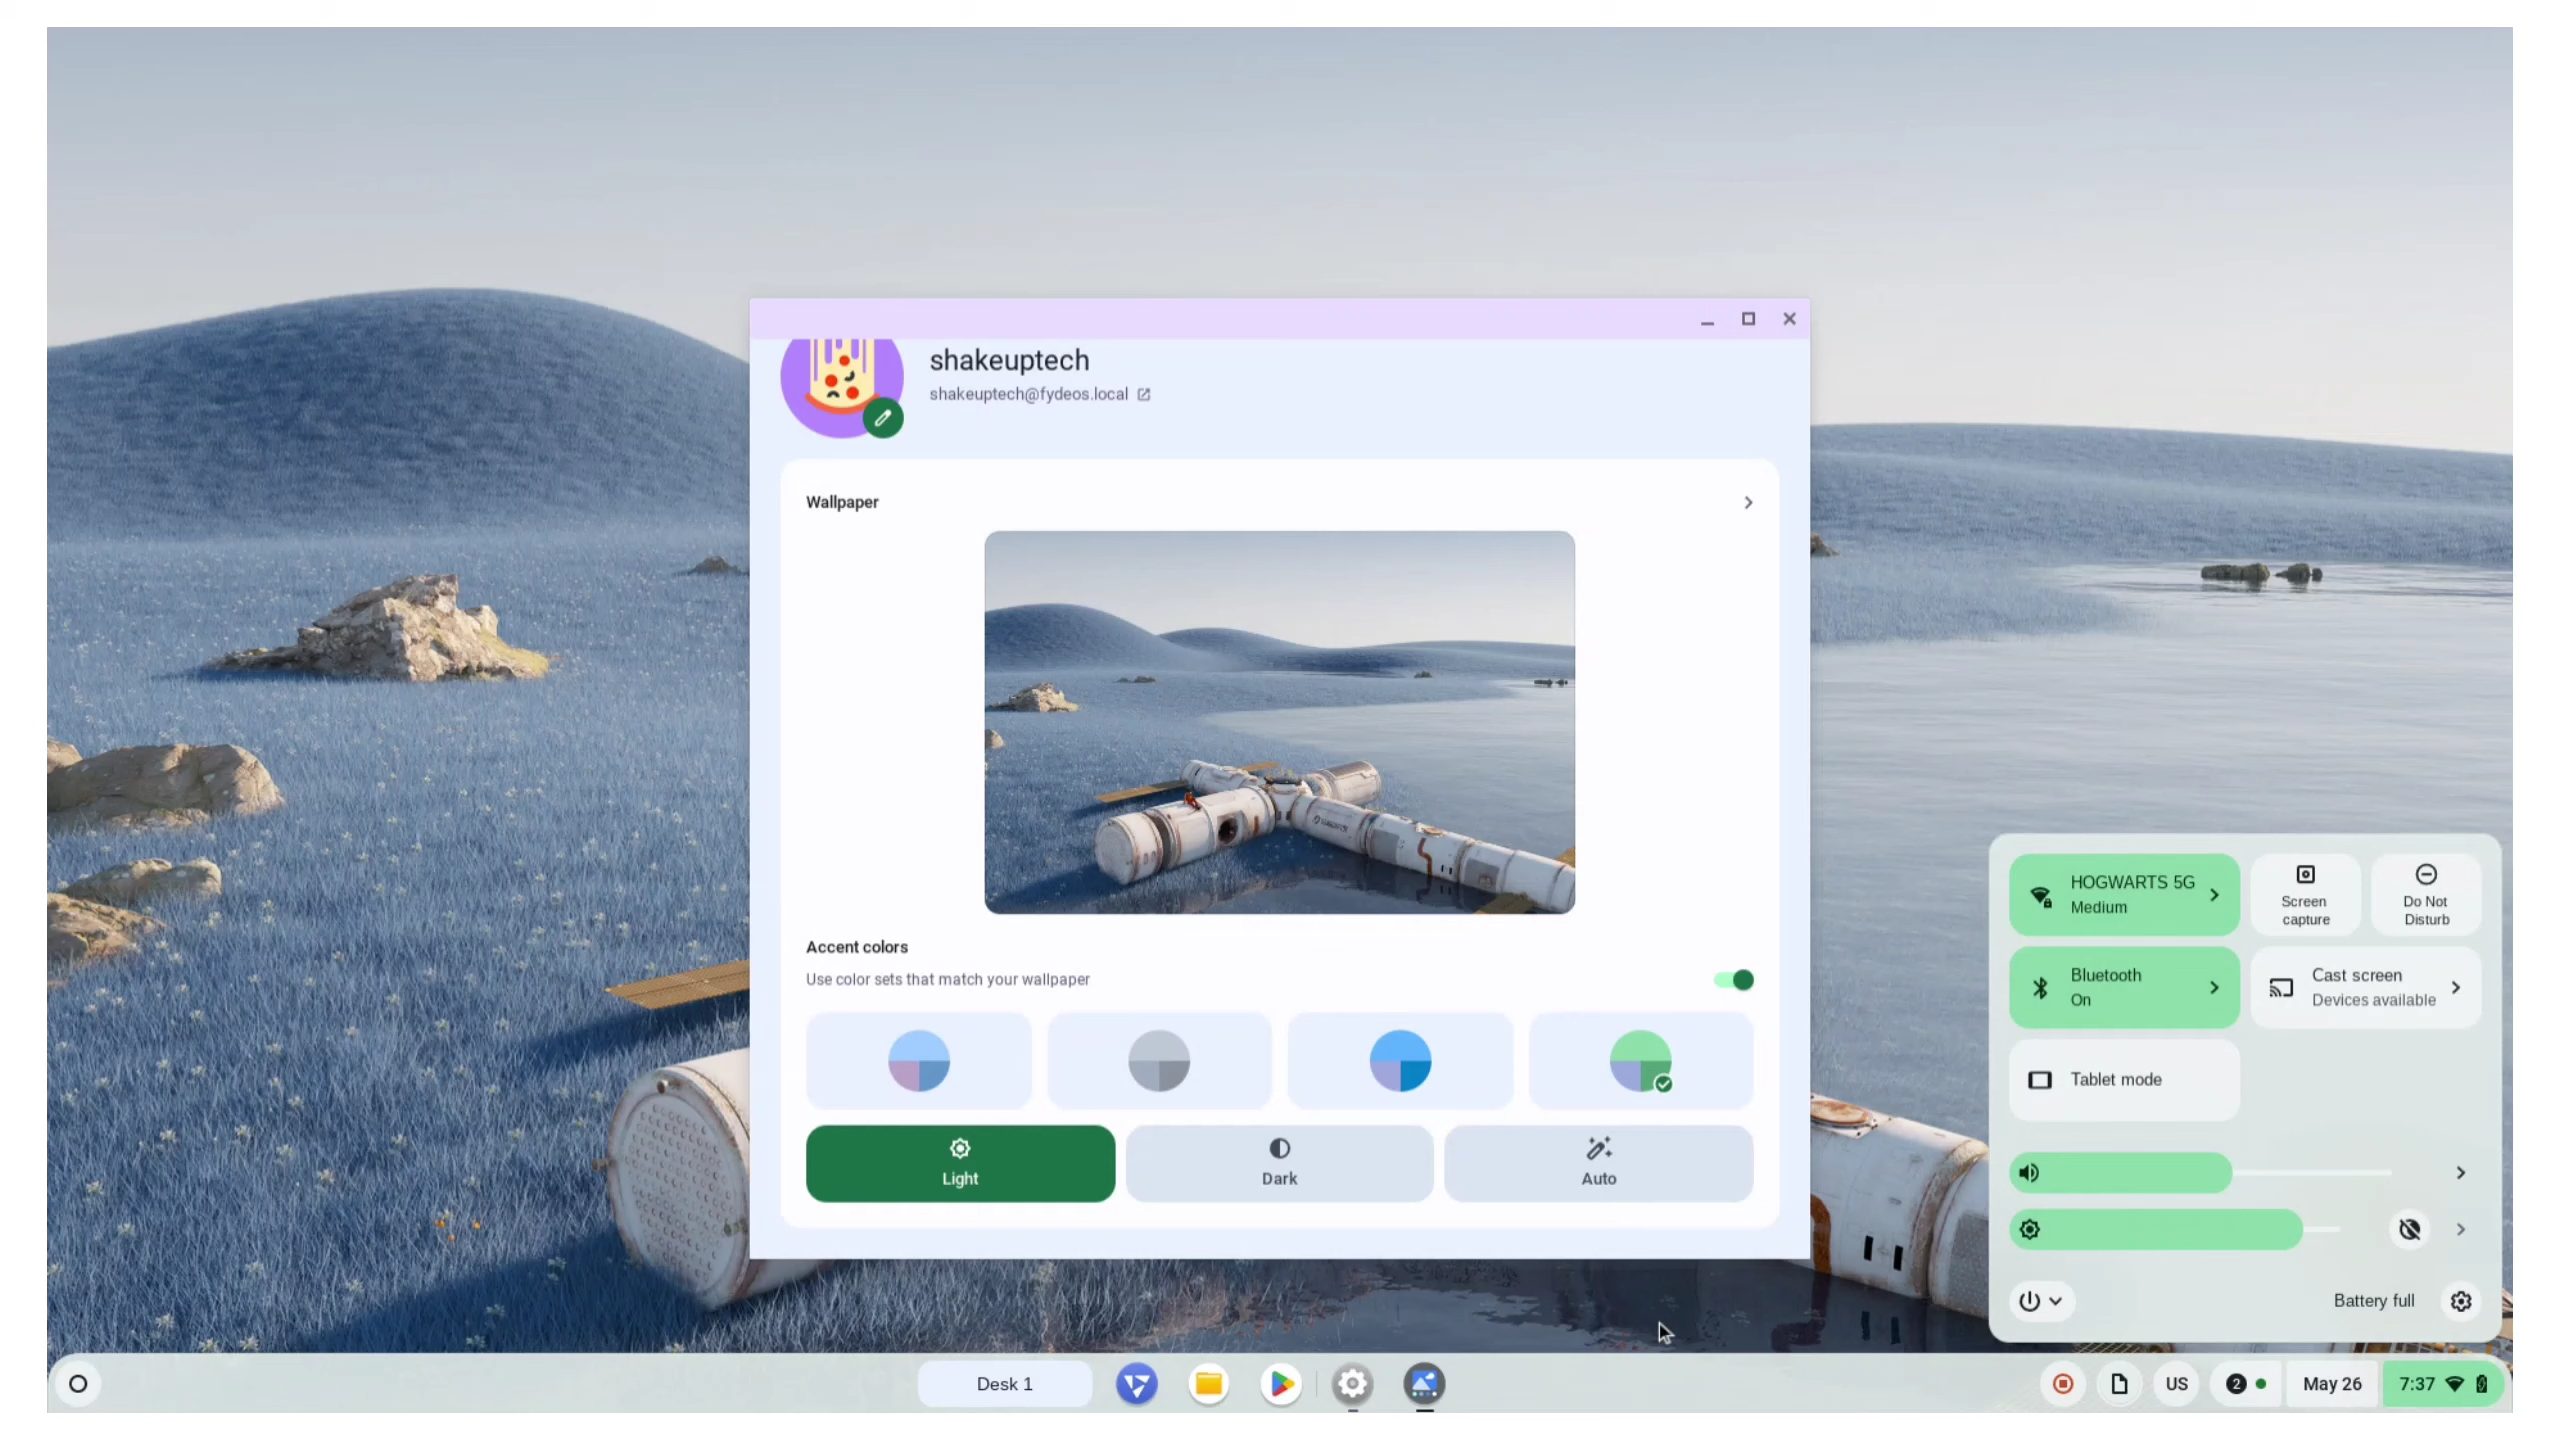 shakeuptech
shakeuptech@fydeos.local
Wallpaper
Accent colors
Use color sets that match your wallpaper
Light
Dark
Auto
HOGWARTS 5G
Medium
Screen
capture
Do Not
Disturb
Bluetooth
On
Cast screen
Devices available
Tablet mode
Battery full
Desk 1
US
2
May 26
7:37